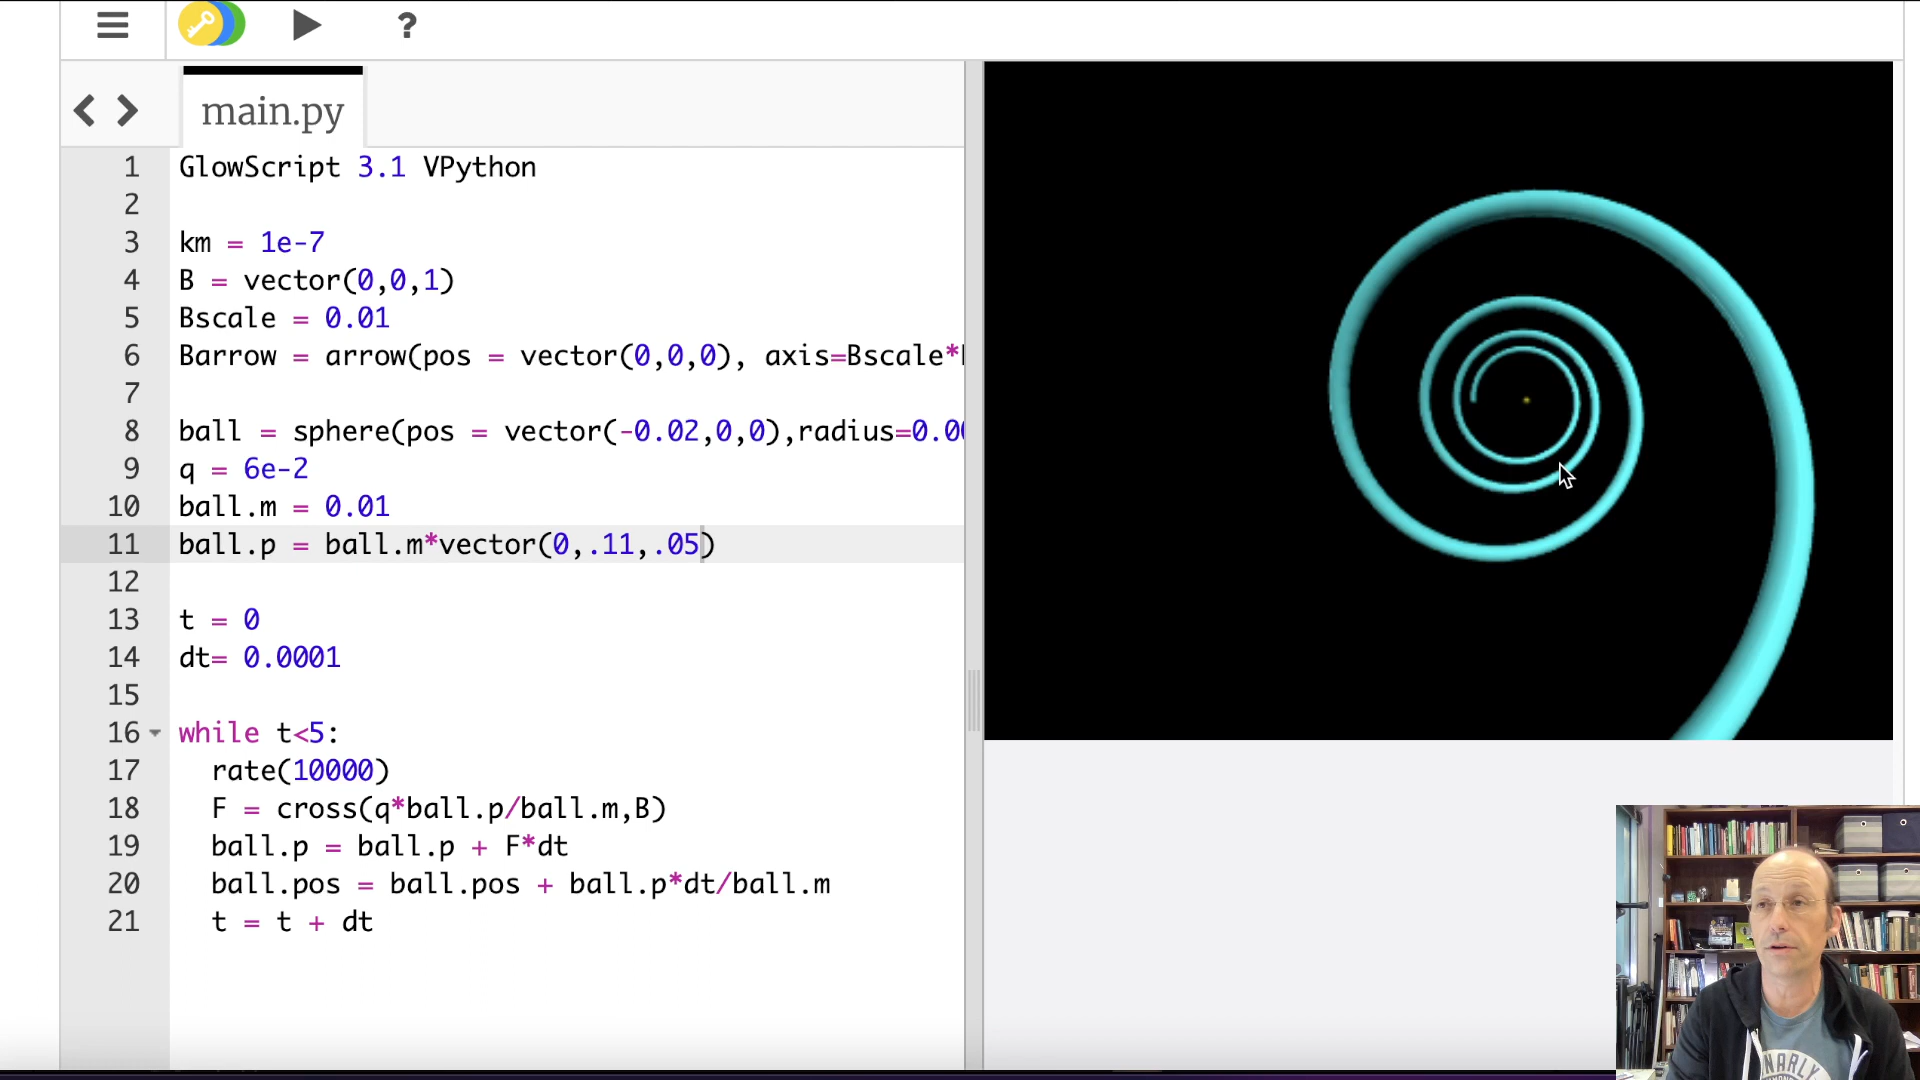 ?
main.py
1 GlowScript 3.1 VPython
2
3 km = 1e-7
4 B = vector(0,0,1)
5 Bscale = 0.01
6 Barrow = arrow(pos = vector(0,0,0), axis=Bscale*
7
8 ball = sphere(pos = vector(-0.02,0,0),radius=0.00
9 q = 6e-2
10 ball.m = 0.01
11 ball.p = ball.m*vector(0,.11,.05)
12
13 t = 0
14 dt= 0.0001
15
16 while t<5:
17 rate(10000)
18 F = cross(q*ball.p/ball.m,B)
19 ball.p = ball.p + F*dt
20 ball.pos = ball.pos + ball.p*dt/ball.m
21 t = t + dt